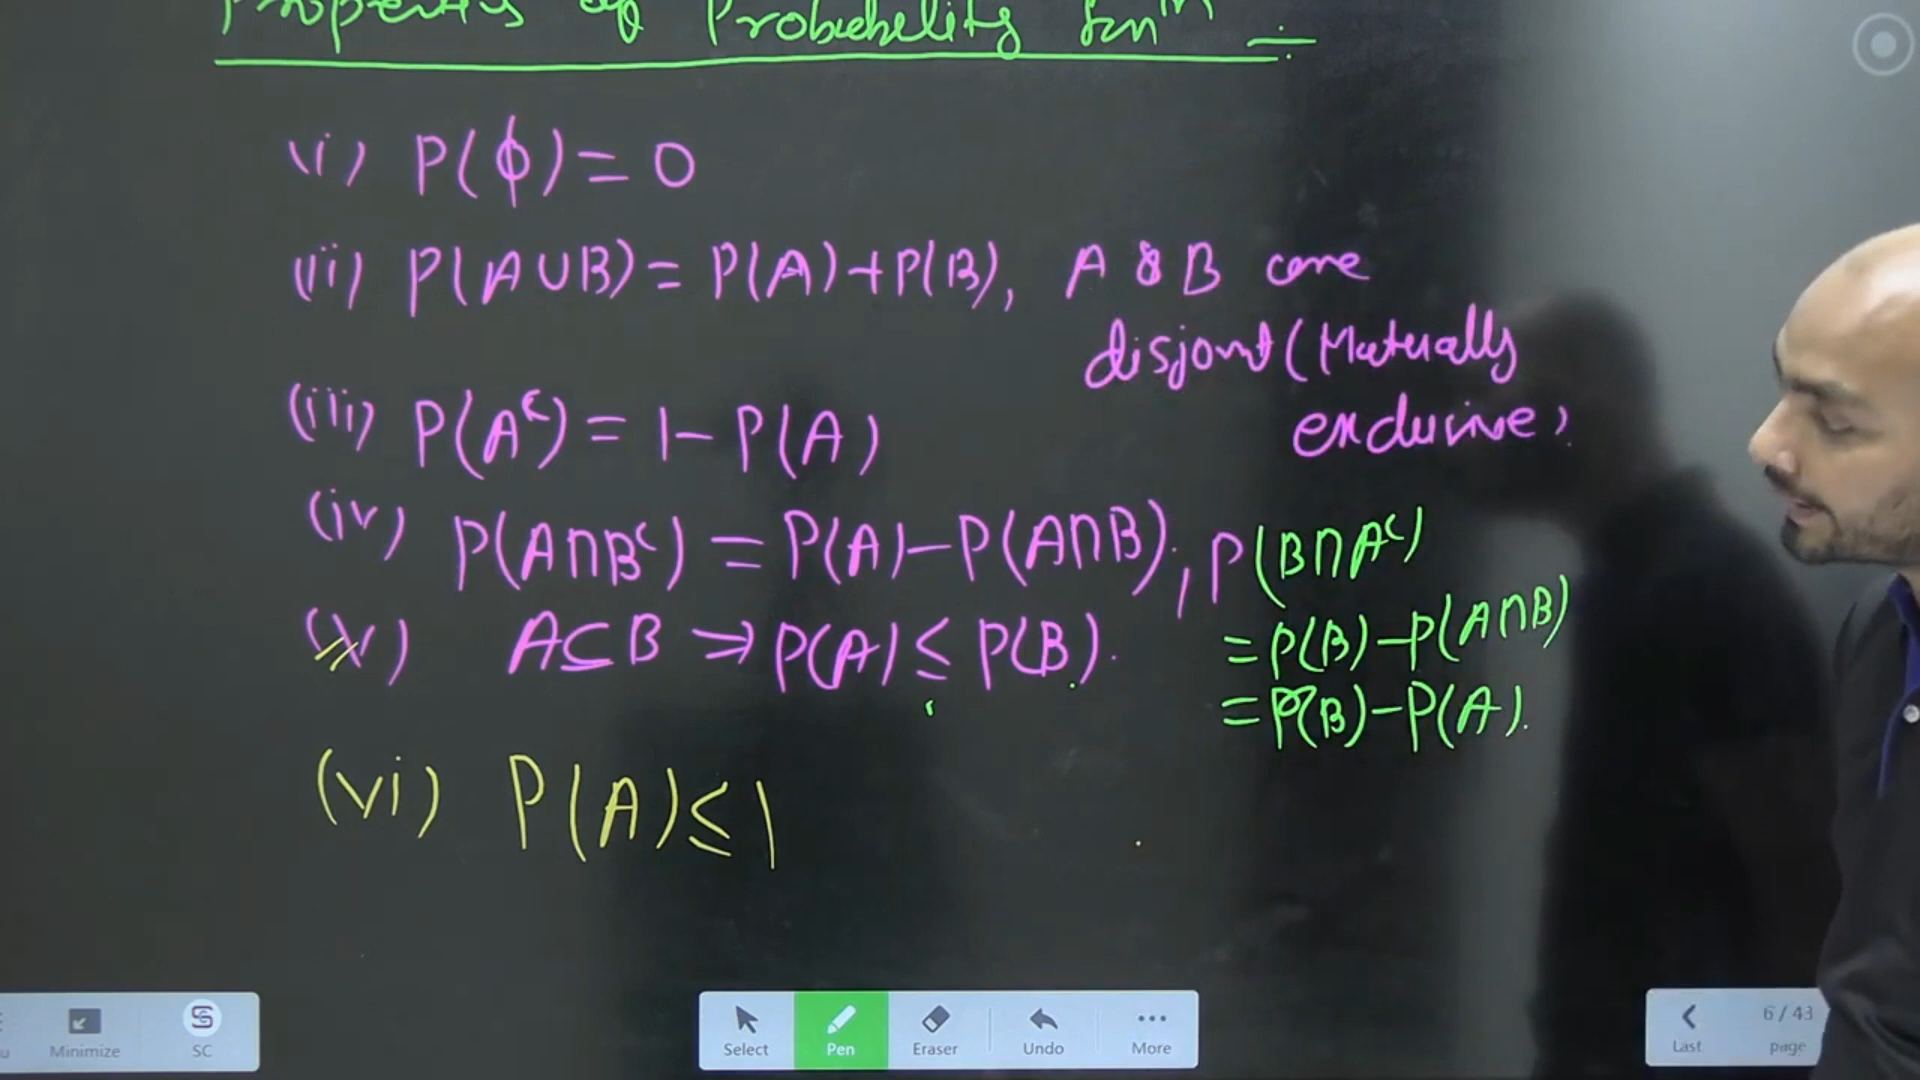 Properties of Probability Fnⁿ :-
(i) P(ϕ) = 0
(ii) P(A∪B) = P(A)+P(B), A & B are
disjoint (Mutually
exclusive)
(iii) P(Aᶜ) = 1 - P(A)
(iv) P(A∩Bᶜ) = P(A) - P(A∩B).
, P(B∩Aᶜ)
= P(B) - P(A∩B)
= P(B) - P(A).
(v) A⊆B ⇒ P(A) ≤ P(B).
(vi) P(A) ≤ 1
Minimize
SC
Select
Pen
Eraser
Undo
More
Last
6 / 43
page